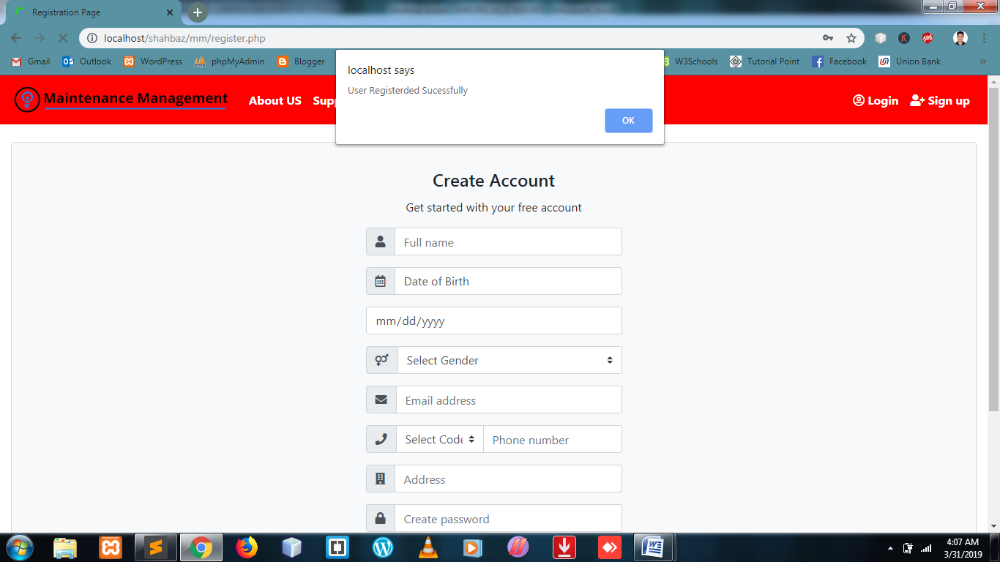 Registration Page
localhost/shahbaz/mm/register.php
Gmail Outlook WordPress phpMyAdmin Blogger W3Schools Tutorial Point Facebook Union Bank
localhost says
User Registerded Sucessfully
OK
Maintenance Management About US Login Sign up
Create Account
Get started with your free account
Full name
Date of Birth
mm/dd/yyyy
Select Gender
Email address
Select Code Phone number
Address
Create password
4:07 AM
3/31/2019